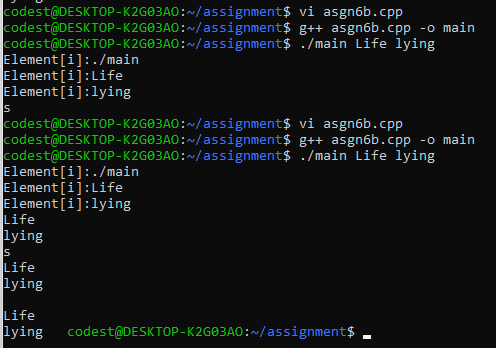 codest@DESKTOP-K2G03AO:~/assignment$ vi asgn6b.cpp
codest@DESKTOP-K2G03AO:~/assignment$ g++ asgn6b.cpp -o main
codest@DESKTOP-K2G03AO:~/assignment$ ./main Life lying
Element[i]:./main
Element[i]:Life
Element[i]:lying
s
codest@DESKTOP-K2G03AO:~/assignment$ vi asgn6b.cpp
codest@DESKTOP-K2G03AO:~/assignment$ g++ asgn6b.cpp -o main
codest@DESKTOP-K2G03AO:~/assignment$ ./main Life lying
Element[i]:./main
Element[i]:Life
Element[i]:lying
Life
lying
s
Life
lying
Life
lying   codest@DESKTOP-K2G03AO:~/assignment$